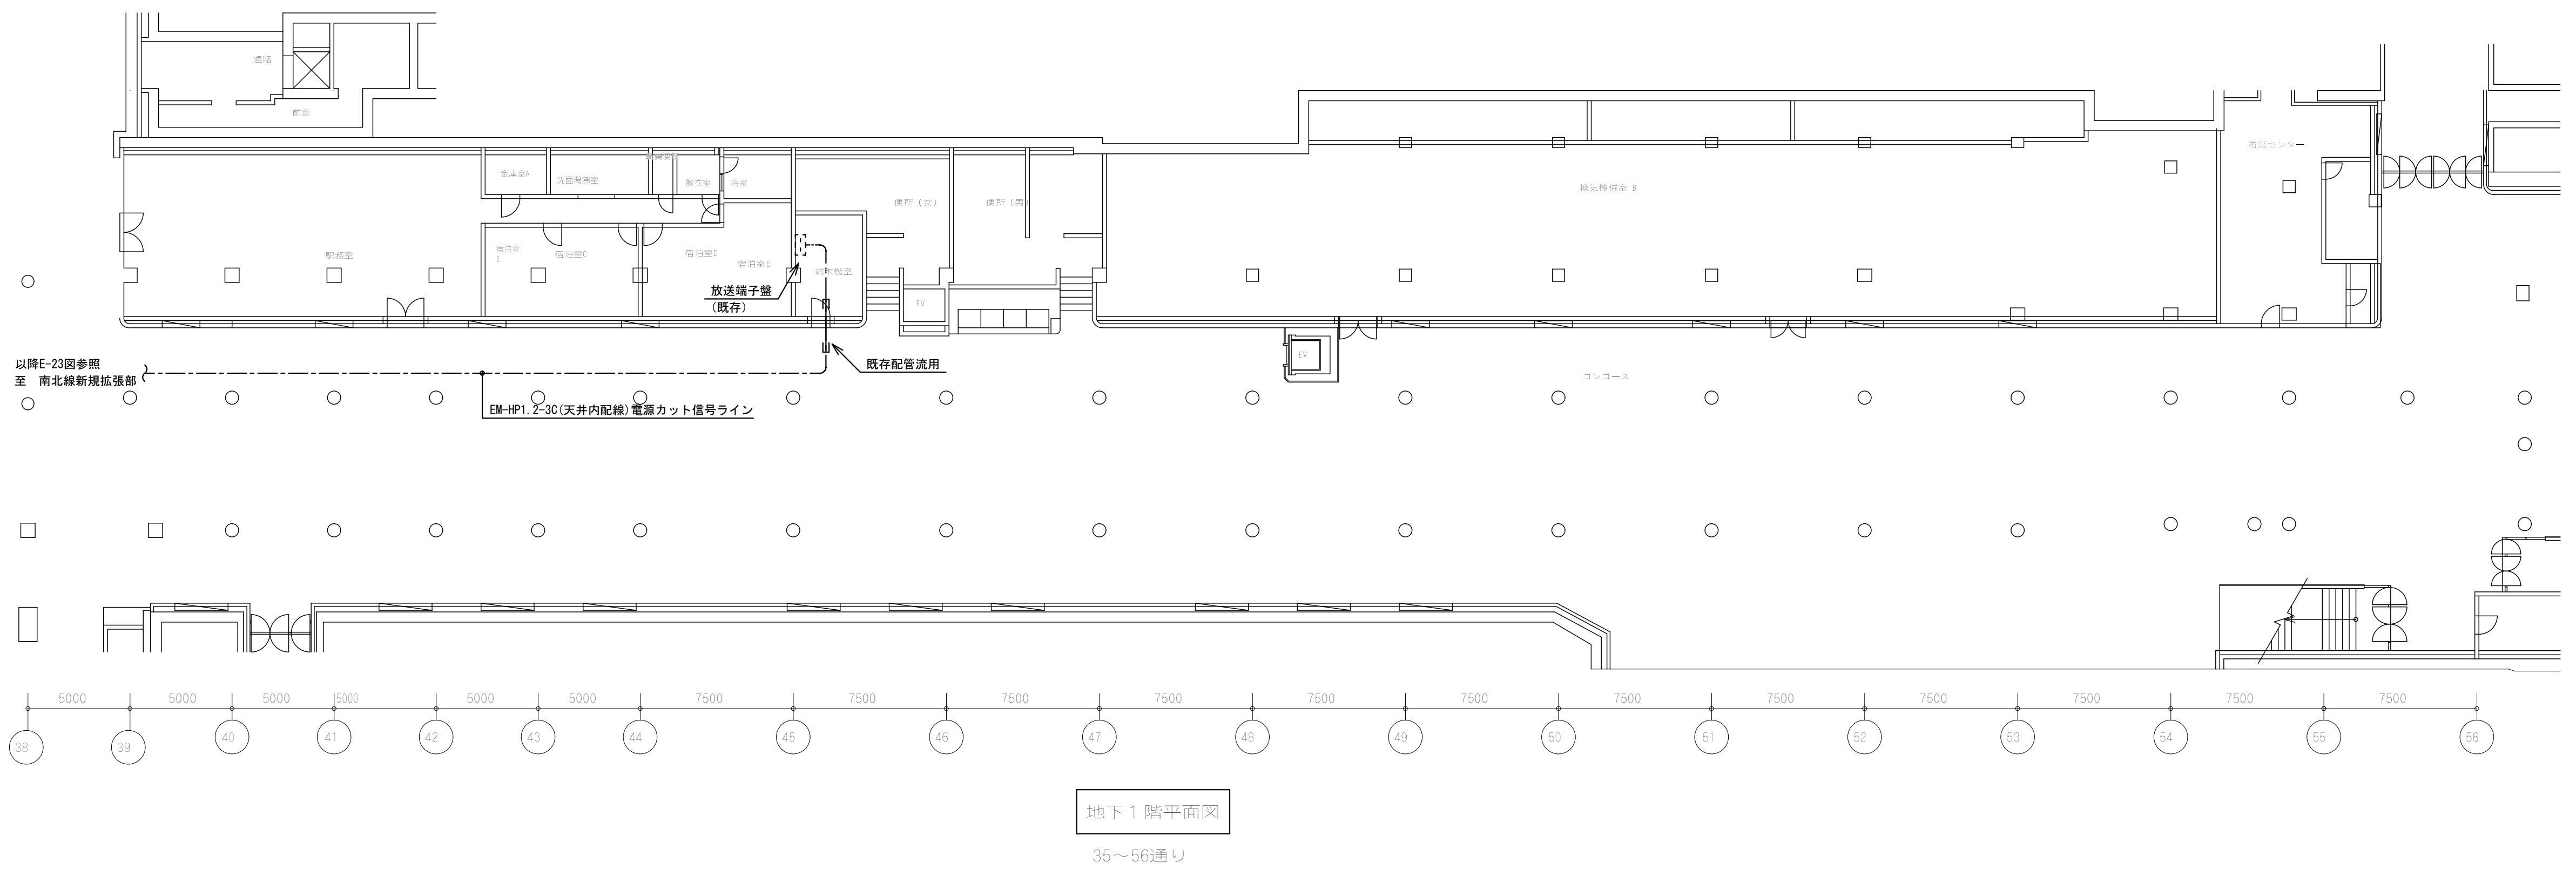 通路
前室
防災センター
金庫室A
洗面湯沸室
脱衣室
浴室
換気機械室 B
便所（女）
便所（男）
駅務室
宿泊室
B
宿泊室C
宿泊室D
宿泊室E
端末機室
放送端子盤
(既存)
EV
EV
以降E-23図参照
至　南北線新規拡張部
既存配管流用
コンコース
EM-HP1.2-3C(天井内配線)電源カット信号ライン
5000 5000 5000 5000 5000 5000 7500 7500 7500 7500 7500 7500 7500 7500 7500 7500 7500 7500
38 39 40 41 42 43 44 45 46 47 48 49 50 51 52 53 54 55 56
地下１階平面図
35～56通り